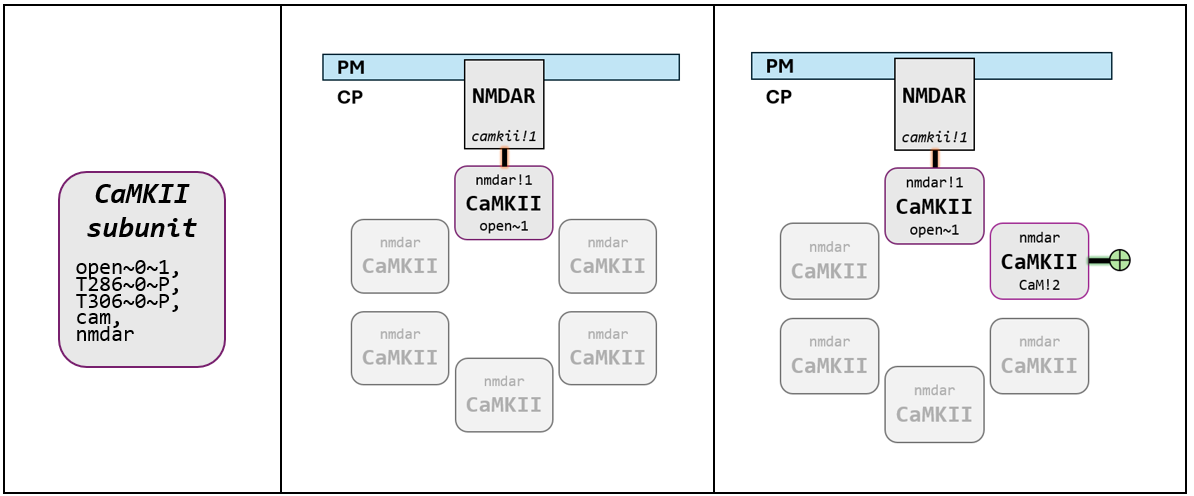 CaMKII
subunit
open~0~1,
T286~0~P,
T306~0~P,
cam,
nmdar
PM
CP
NMDAR
camkii!1
nmdar!1
CaMKII
open~1
nmdar
CaMKII
nmdar
CaMKII
nmdar
CaMKII
nmdar
CaMKII
nmdar
CaMKII
PM
CP
NMDAR
camkii!1
nmdar!1
CaMKII
open~1
nmdar
CaMKII
nmdar
CaMKII
CaM!2
nmdar
CaMKII
nmdar
CaMKII
nmdar
CaMKII